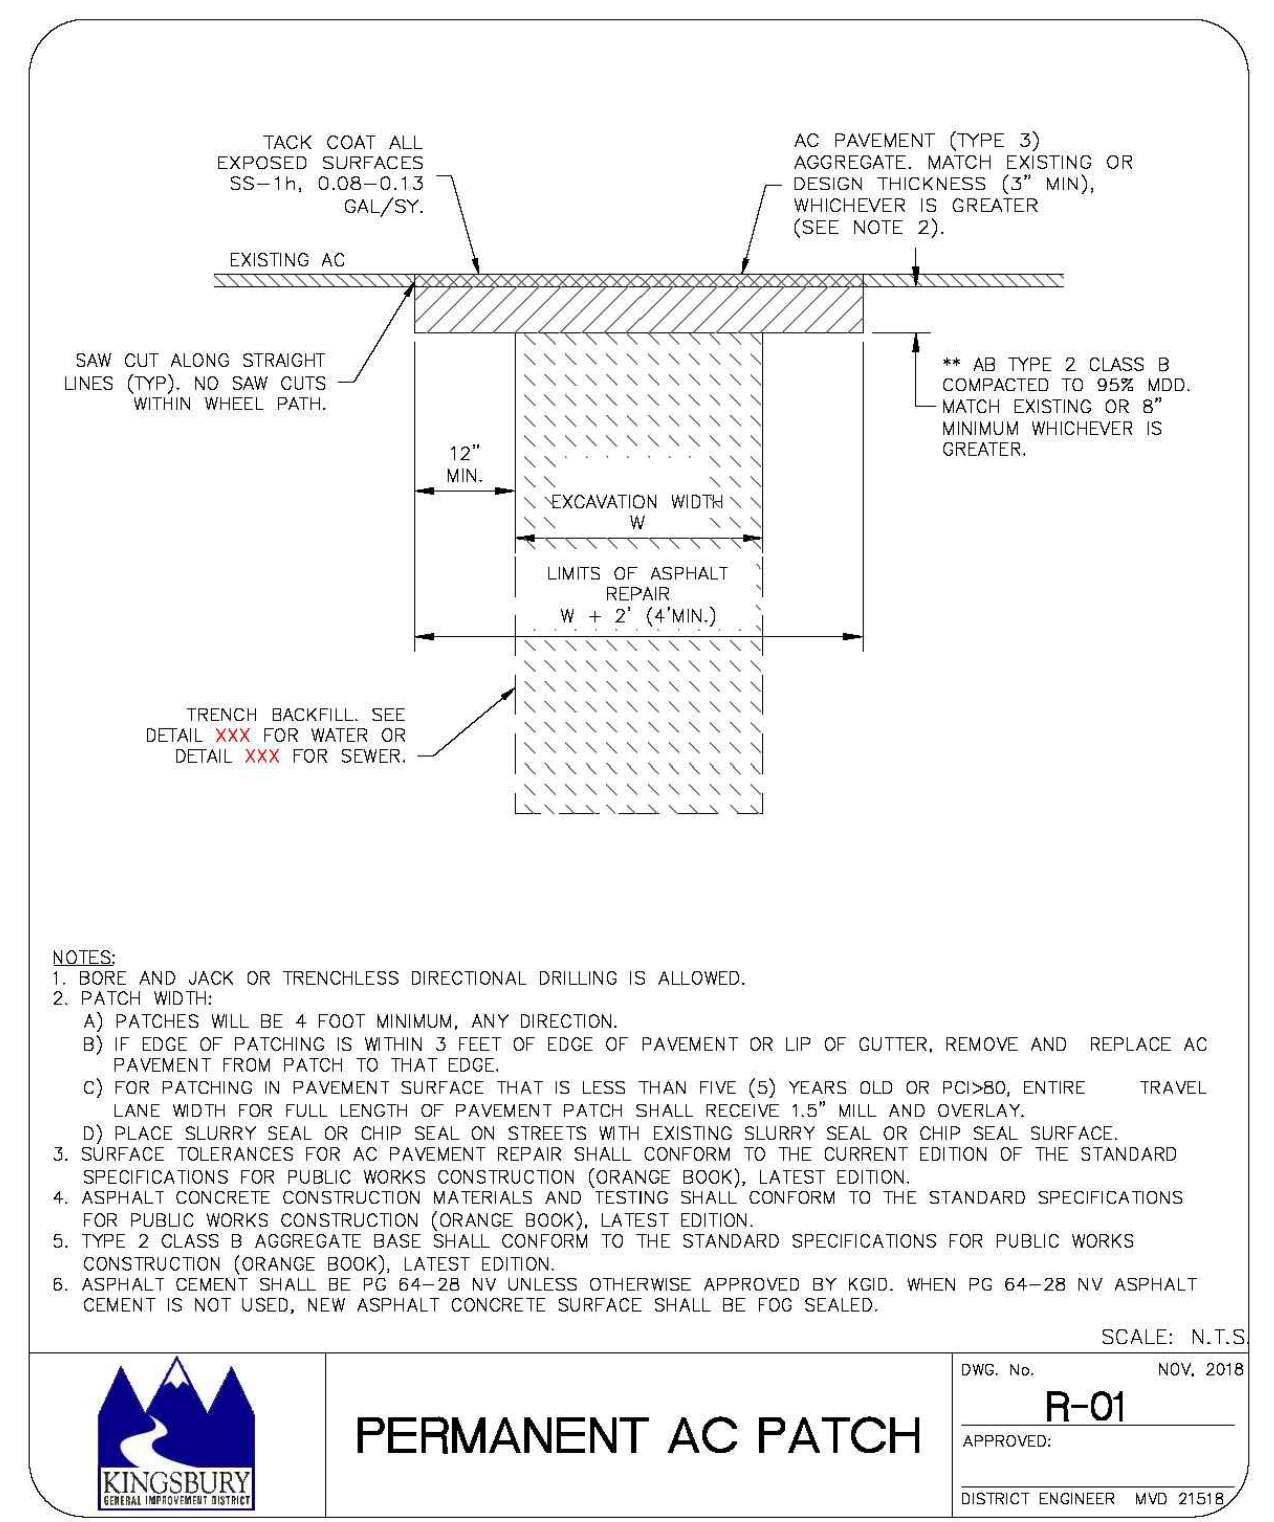 TACK COAT ALL
EXPOSED SURFACES
SS-1h, 0.08-0.13
GAL/SY.
AC PAVEMENT (TYPE 3)
AGGREGATE. MATCH EXISTING OR
DESIGN THICKNESS (3" MIN),
WHICHEVER IS GREATER
(SEE NOTE 2).
EXISTING AC
SAW CUT ALONG STRAIGHT
LINES (TYP). NO SAW CUTS
WITHIN WHEEL PATH.
** AB TYPE 2 CLASS B
COMPACTED TO 95% MDD.
MATCH EXISTING OR 8"
MINIMUM WHICHEVER IS
GREATER.
12"
MIN.
EXCAVATION WIDTH
W
LIMITS OF ASPHALT
REPAIR
W + 2' (4'MIN.)
TRENCH BACKFILL. SEE
DETAIL XXX FOR WATER OR
DETAIL XXX FOR SEWER.
NOTES:
1. BORE AND JACK OR TRENCHLESS DIRECTIONAL DRILLING IS ALLOWED.
2. PATCH WIDTH:
A) PATCHES WILL BE 4 FOOT MINIMUM, ANY DIRECTION.
B) IF EDGE OF PATCHING IS WITHIN 3 FEET OF EDGE OF PAVEMENT OR LIP OF GUTTER, REMOVE AND REPLACE AC
PAVEMENT FROM PATCH TO THAT EDGE.
C) FOR PATCHING IN PAVEMENT SURFACE THAT IS LESS THAN FIVE (5) YEARS OLD OR PCI>80, ENTIRE TRAVEL
LANE WIDTH FOR FULL LENGTH OF PAVEMENT PATCH SHALL RECEIVE 1.5" MILL AND OVERLAY.
D) PLACE SLURRY SEAL OR CHIP SEAL ON STREETS WITH EXISTING SLURRY SEAL OR CHIP SEAL SURFACE.
3. SURFACE TOLERANCES FOR AC PAVEMENT REPAIR SHALL CONFORM TO THE CURRENT EDITION OF THE STANDARD
SPECIFICATIONS FOR PUBLIC WORKS CONSTRUCTION (ORANGE BOOK), LATEST EDITION.
4. ASPHALT CONCRETE CONSTRUCTION MATERIALS AND TESTING SHALL CONFORM TO THE STANDARD SPECIFICATIONS
FOR PUBLIC WORKS CONSTRUCTION (ORANGE BOOK), LATEST EDITION.
5. TYPE 2 CLASS B AGGREGATE BASE SHALL CONFORM TO THE STANDARD SPECIFICATIONS FOR PUBLIC WORKS
CONSTRUCTION (ORANGE BOOK), LATEST EDITION.
6. ASPHALT CEMENT SHALL BE PG 64-28 NV UNLESS OTHERWISE APPROVED BY KGID. WHEN PG 64-28 NV ASPHALT
CEMENT IS NOT USED, NEW ASPHALT CONCRETE SURFACE SHALL BE FOG SEALED.
SCALE: N.T.S.
KINGSBURY
GENERAL IMPROVEMENT DISTRICT
PERMANENT AC PATCH
DWG. No. NOV, 2018
R-01
APPROVED:
DISTRICT ENGINEER MVD 21518